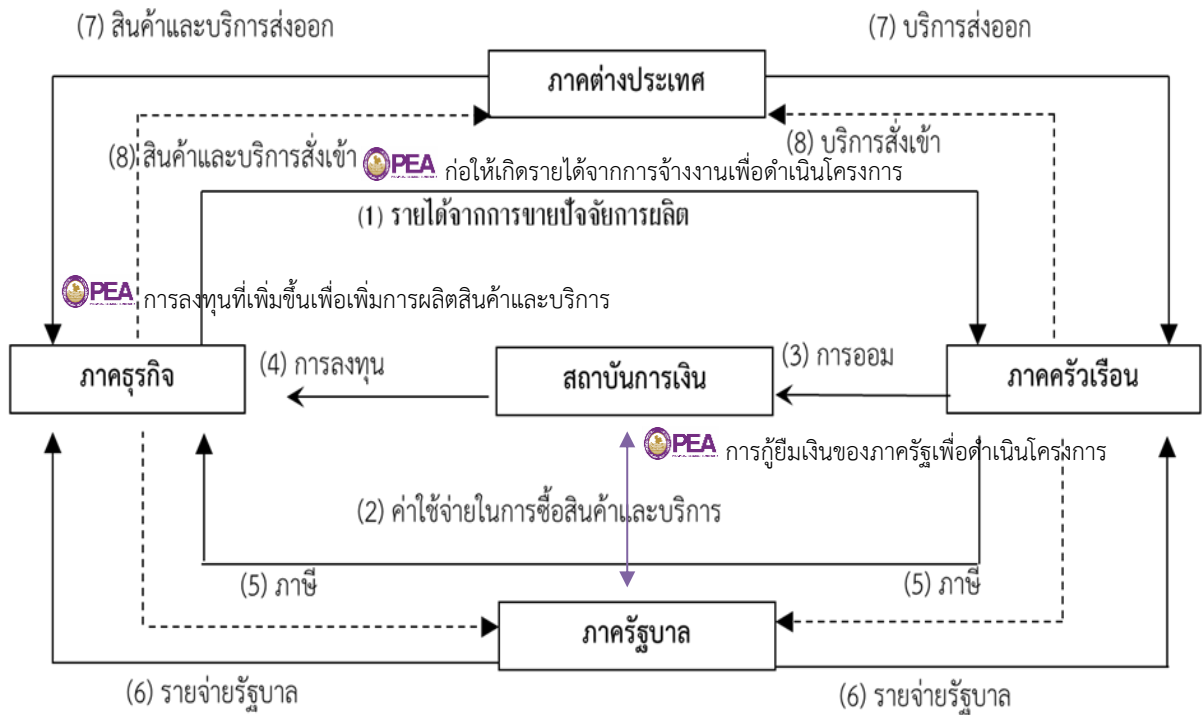 (7) สินค้าและบริการส่งออก
(7) บริการส่งออก
ภาคต่างประเทศ
(8) สินค้าและบริการสั่งเข้า
(8) บริการสั่งเข้า
PEA ก่อให้เกิดรายได้จากการจ้างงานเพื่อดำเนินโครงการ
(1) รายได้จากการขายปัจจัยการผลิต
PEA การลงทุนที่เพิ่มขึ้นเพื่อเพิ่มการผลิตสินค้าและบริการ
ภาคธุรกิจ
(4) การลงทุน
สถาบันการเงิน
(3) การออม
ภาคครัวเรือน
PEA การกู้ยืมเงินของภาครัฐเพื่อดำเนินโครงการ
(2) ค่าใช้จ่ายในการซื้อสินค้าและบริการ
(5) ภาษี
(5) ภาษี
ภาครัฐบาล
(6) รายจ่ายรัฐบาล
(6) รายจ่ายรัฐบาล